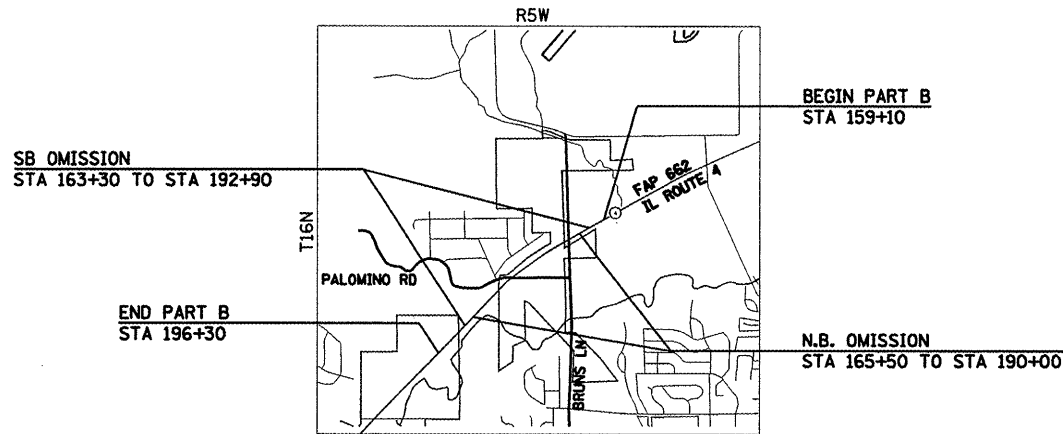 R5W
BEGIN PART B
STA 159+10
SB OMISSION
STA 163+30 TO STA 192+90
FAP 662
IL ROUTE 4
T16N
PALOMINO RD
END PART B
STA 196+30
BRUNS LN
N.B. OMISSION
STA 165+50 TO STA 190+00